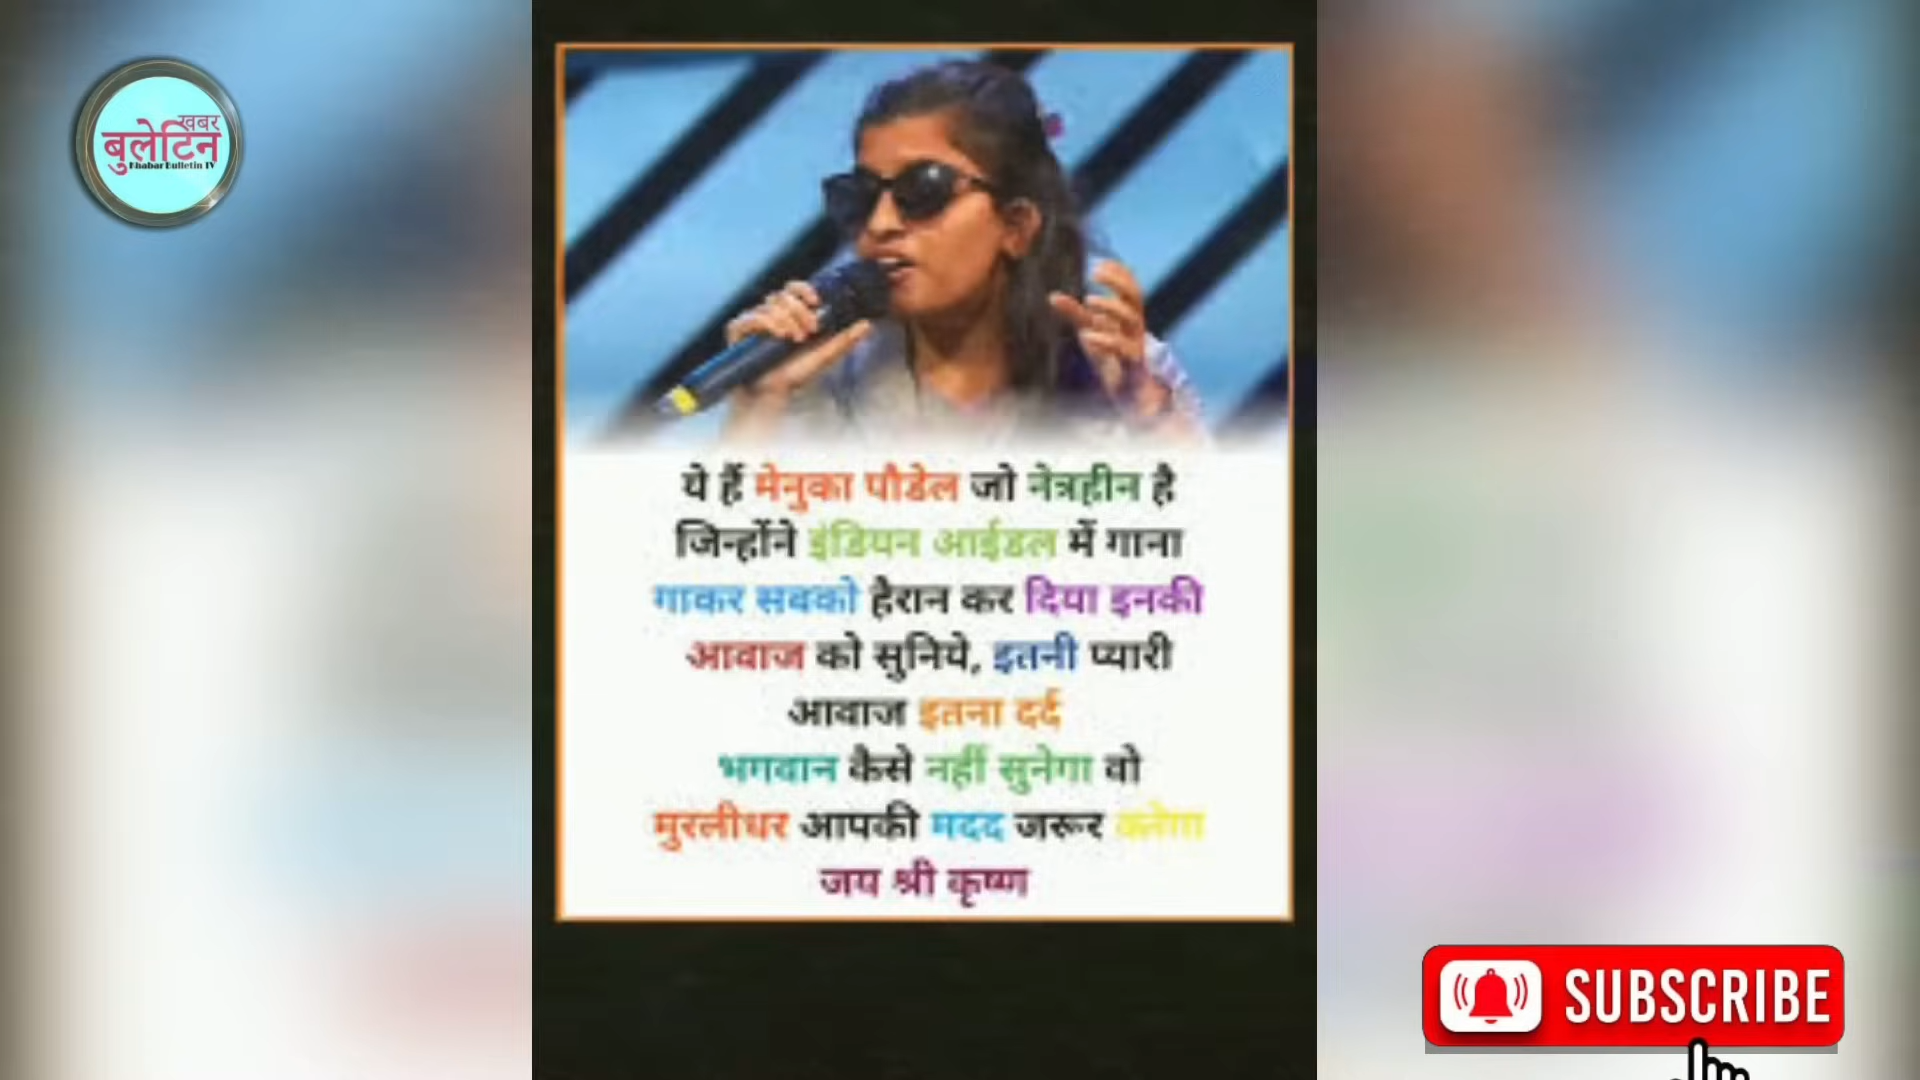 खबर
बुलेटिन
Khabar Bulletin TV
ये हैं मेनुका पौडेल जो नेत्रहीन है
जिन्होंने इंडियन आईडल में गाना
गाकर सबको हैरान कर दिया इनकी
आवाज को सुनिये, इतनी प्यारी
आवाज इतना दर्द
भगवान कैसे नहीं सुनेगा वो
मुरलीधर आपकी मदद जरूर करेगा
जय श्री कृष्ण
SUBSCRIBE